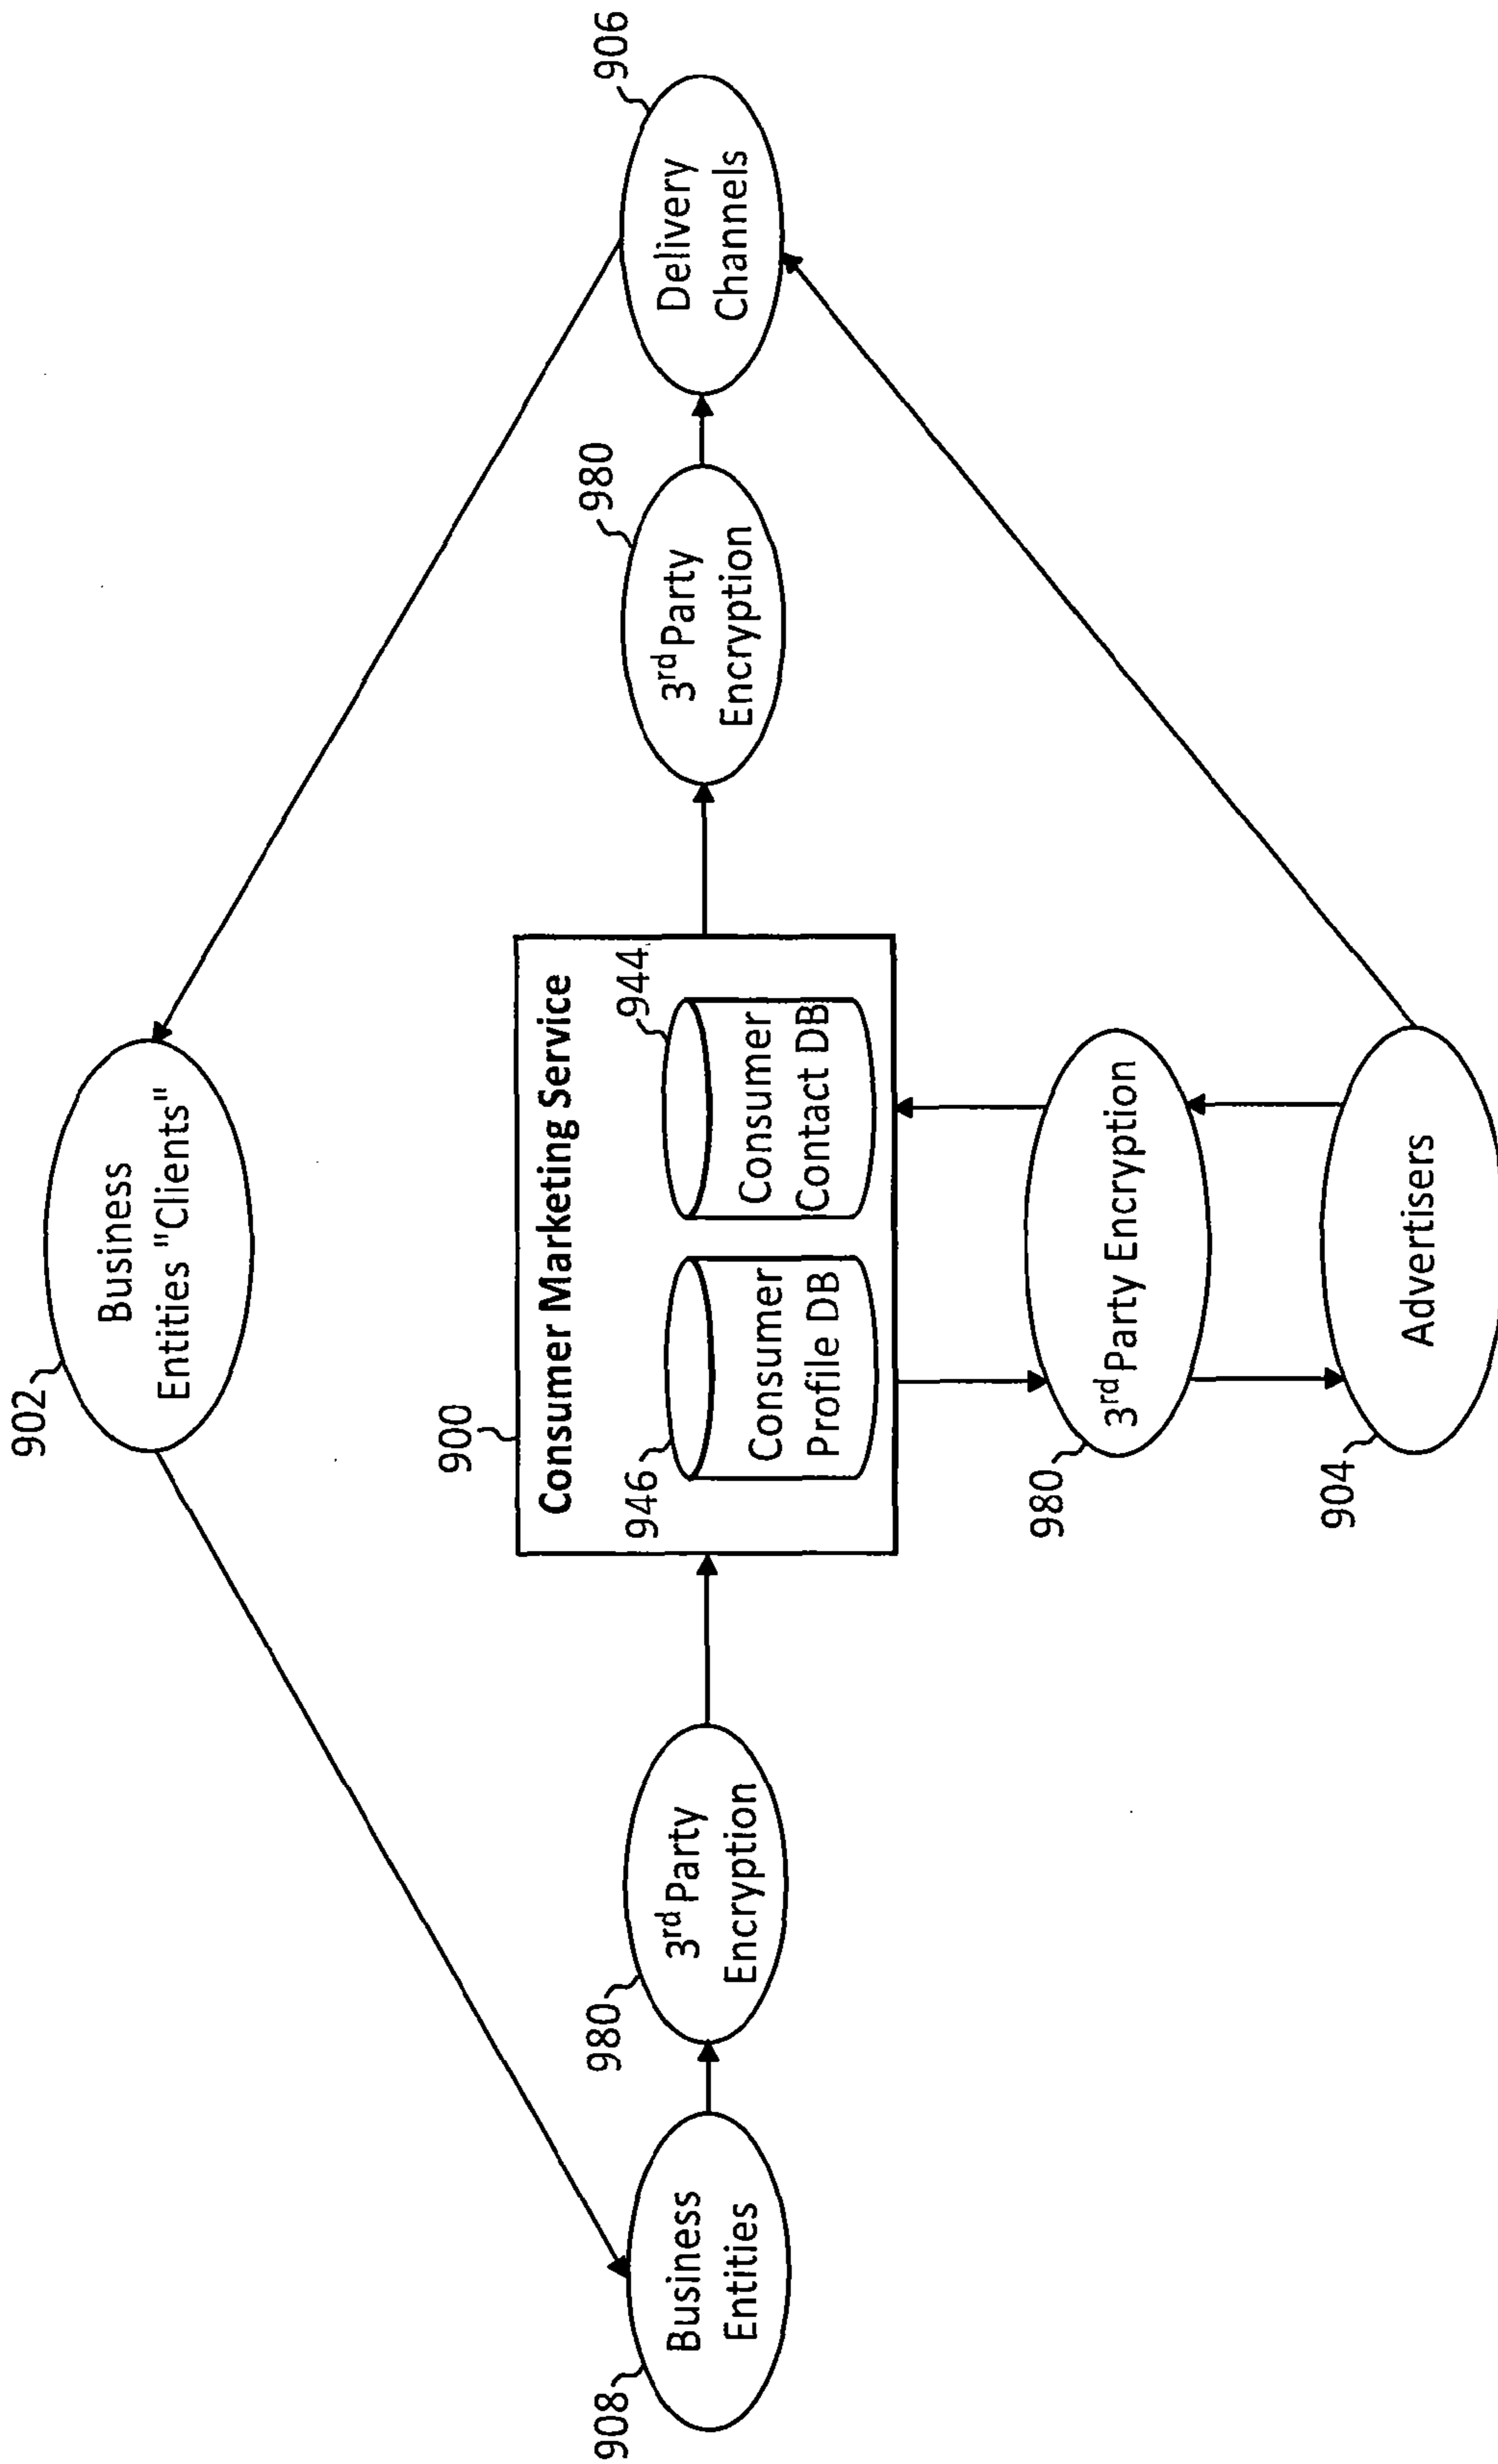 902
Business
Entities "Clients"
900
Consumer Marketing Service
946
Consumer
Profile DB
944
Consumer
Contact DB
908
Business
Entities
980
3rd Party
Encryption
980
3rd Party
Encryption
906
Delivery
Channels
980
3rd Party Encryption
904
Advertisers